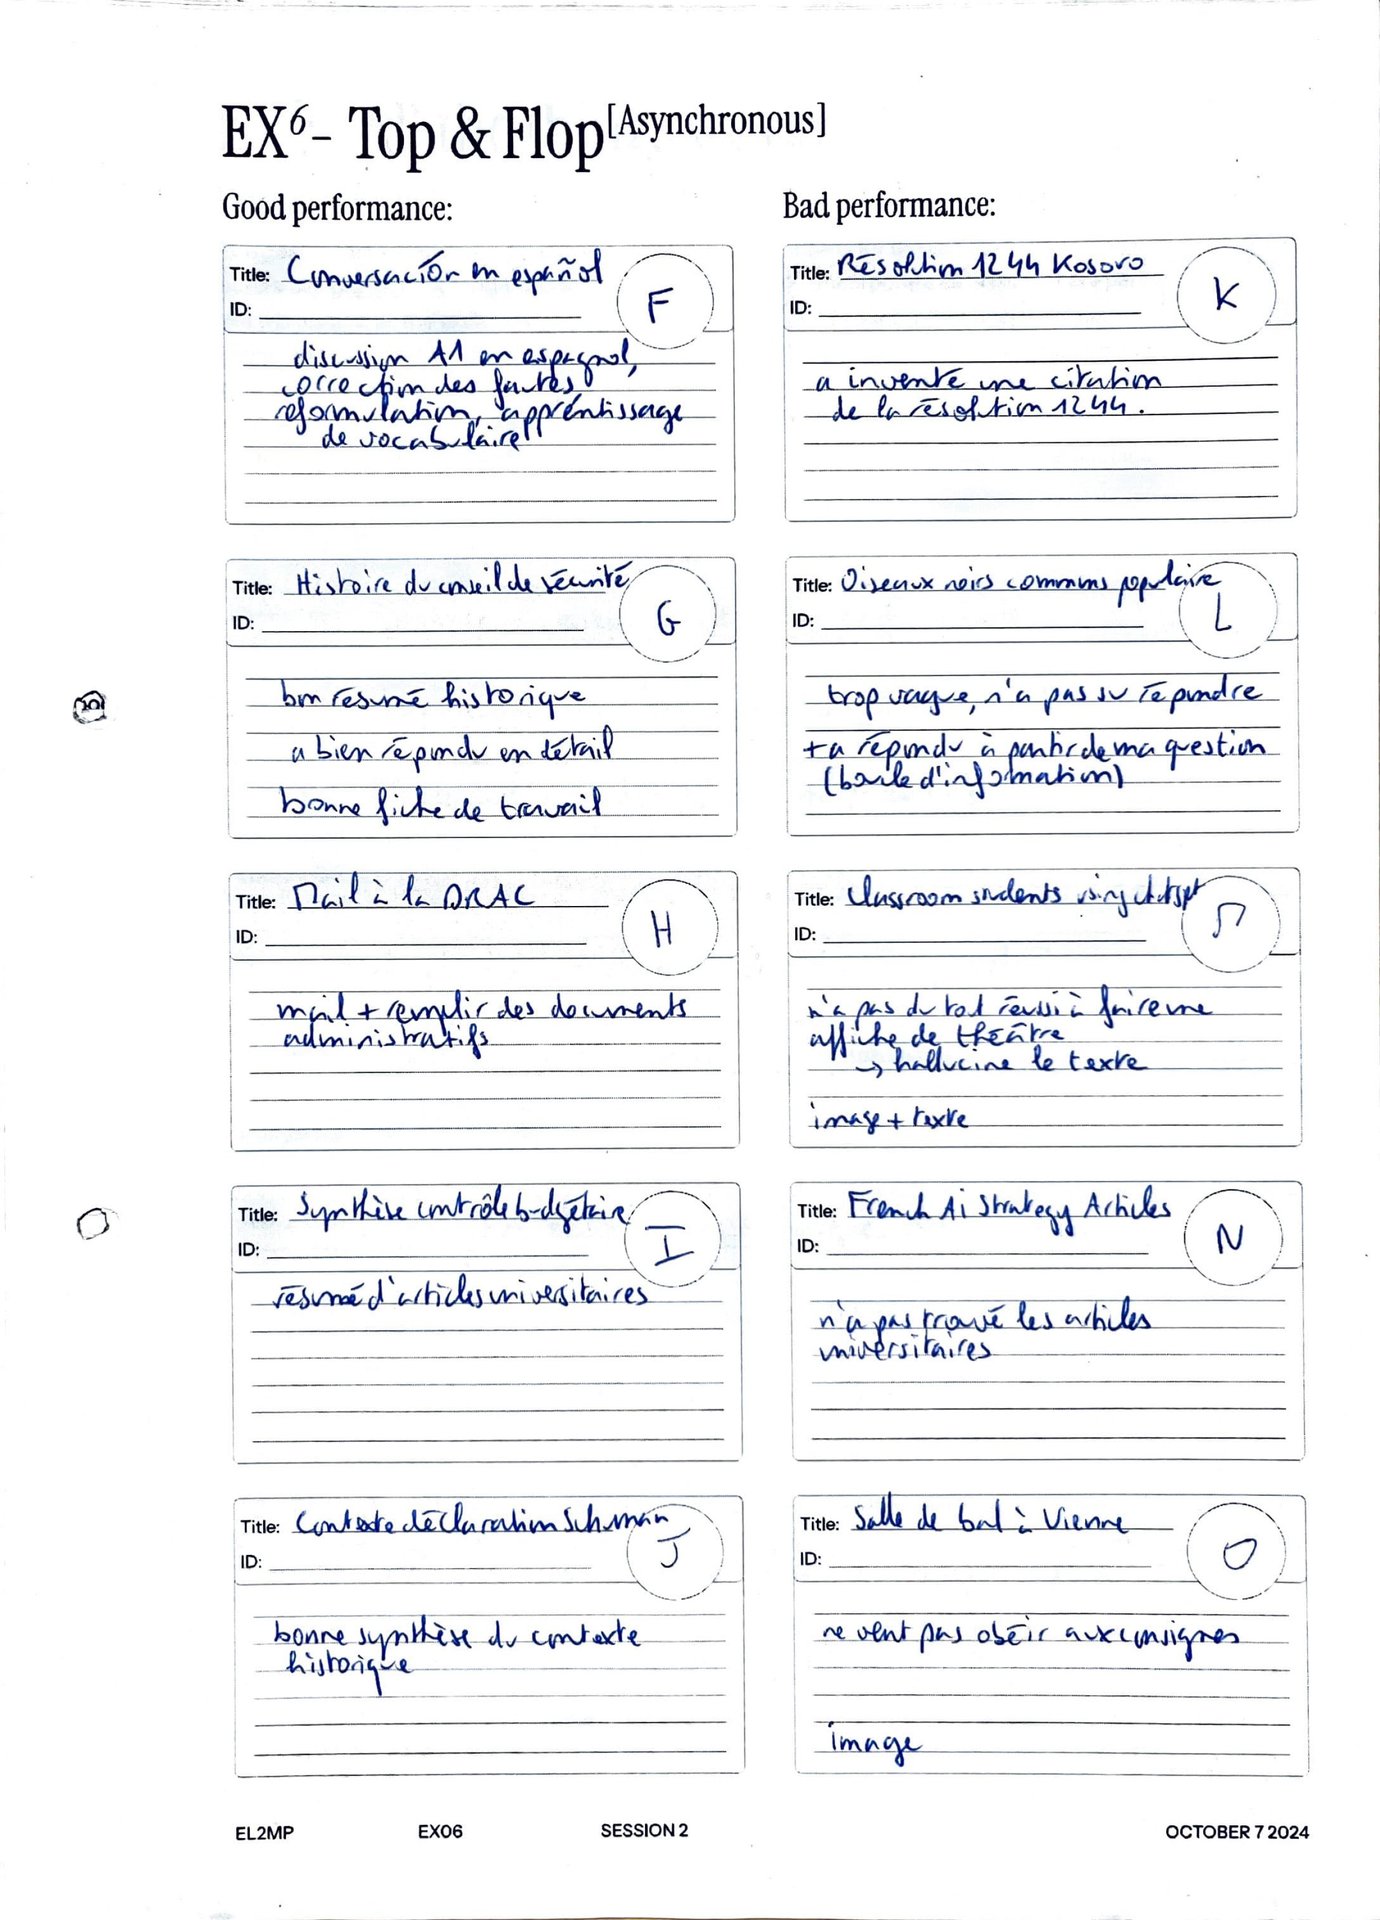 EX6 – Top & Flop [Asynchronous]
Good performance:
Title: Conversación en español
F
ID:
discussion A1 en espagnol,
correction des fautes
reformulation, apprentissage
de vocabulaire
Title: Histoire du conseil de sécurité
G
ID:
bon résumé historique
a bien répondu en détail
bonne fiche de travail
Title: Mail à la DRAC
H
ID:
mail + remplir des documents
administratifs
Title: Synthèse contrôle budgétaire
I
ID:
résumé d'articles universitaires
Title: Contexte déclaration Schuman
J
ID:
bonne synthèse du contexte
historique
Bad performance:
Title: Résolution 1244 Kosovo
K
ID:
a inventé une citation
de la résolution 1244.
Title: Oiseaux noirs communs populaire
L
ID:
trop vague, n'a pas su répondre
+ a répondu à partir de ma question
(boucle d'information)
Title: Classroom students using chatgpt
M
ID:
n'a pas du tout réussi à faire une
affiche de théâtre
→ hallucine le texte
image + texte
Title: French Ai Strategy Articles
N
ID:
n'a pas trouvé les articles
universitaires
Title: Salle de bal à Vienne
O
ID:
ne veut pas obéir aux consignes
image
EL2MP EX06 SESSION 2 OCTOBER 7 2024